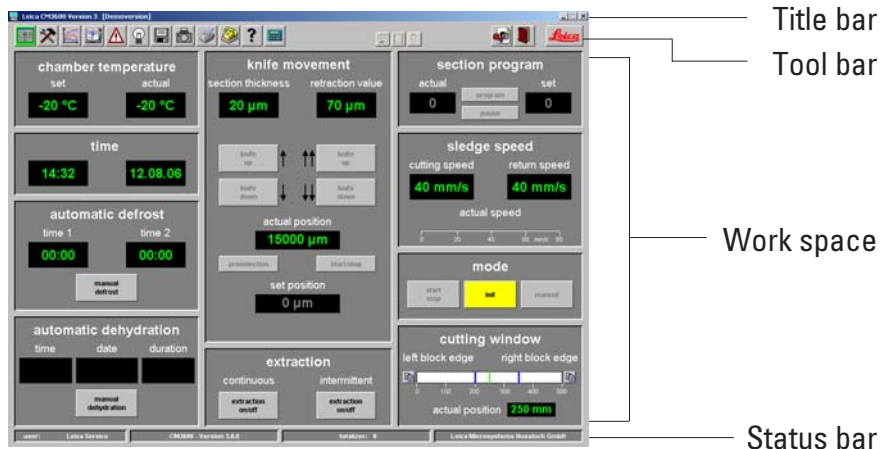 Leica CM3600 Version 3 [Demoversion]
Title bar
Leica
Tool bar
chamber temperature
set actual
-20 °C -20 °C
time
14:32 12.08.06
automatic defrost
time 1 time 2
00:00 00:00
manual
defrost
automatic dehydration
time date duration
manual
dehydration
knife movement
section thickness retraction value
20 µm 70 µm
knife
up
knife
up
knife
down
knife
down
actual position
15000 µm
preselection start/stop
set position
0 µm
extraction
continuous intermittent
extraction
on/off
extraction
on/off
section program
actual set
0 program 0
pause
sledge speed
cutting speed return speed
40 mm/s 40 mm/s
actual speed
0 20 40 60 mm/s 80
mode
start
stop
init manual
cutting window
left block edge right block edge
0 100 200 300 400 500
actual position 250 mm
Work space
user: Leica Service CM3600 - Version 3.0.0 totalizer: 0 Leica Microsystems Nussloch GmbH
Status bar